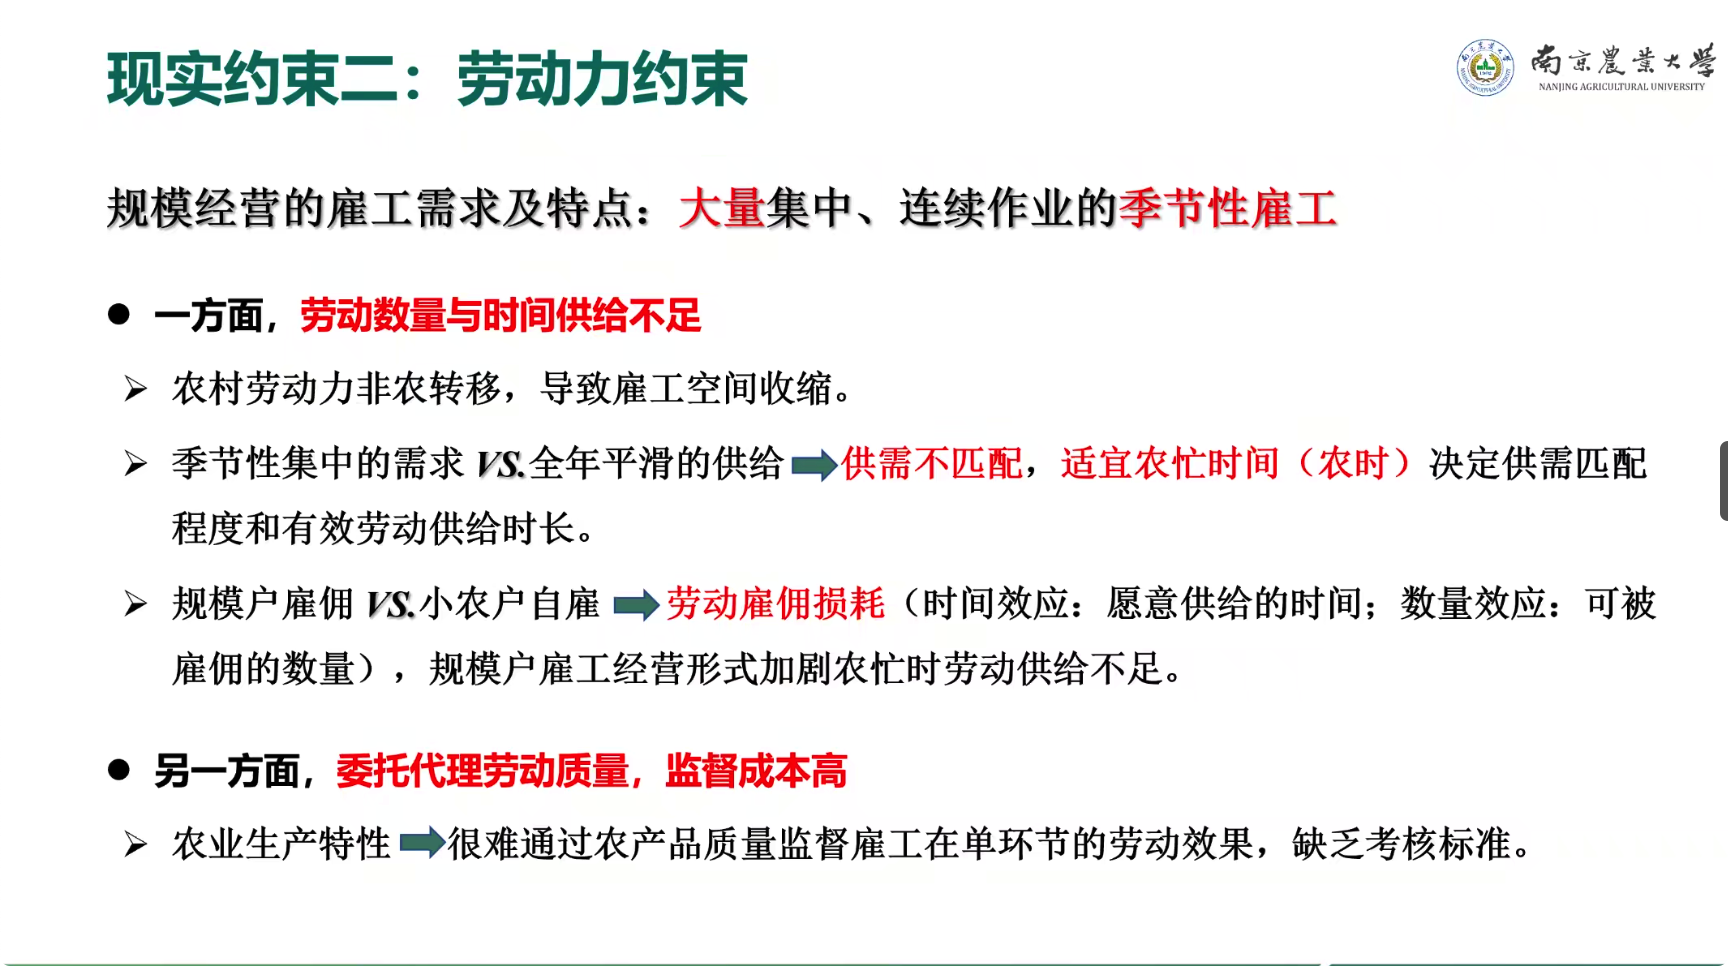 现实约束二：劳动力约束
南京農業大學
NANJING AGRICULTURAL UNIVERSITY
规模经营的雇工需求及特点：大量集中、连续作业的季节性雇工
● 一方面，劳动数量与时间供给不足
➢ 农村劳动力非农转移，导致雇工空间收缩。
➢ 季节性集中的需求 VS.全年平滑的供给➡供需不匹配，适宜农忙时间（农时）决定供需匹配
程度和有效劳动供给时长。
➢ 规模户雇佣 VS.小农户自雇 ➡劳动雇佣损耗（时间效应：愿意供给的时间；数量效应：可被
雇佣的数量），规模户雇工经营形式加剧农忙时劳动供给不足。
● 另一方面，委托代理劳动质量，监督成本高
➢ 农业生产特性 ➡很难通过农产品质量监督雇工在单环节的劳动效果，缺乏考核标准。